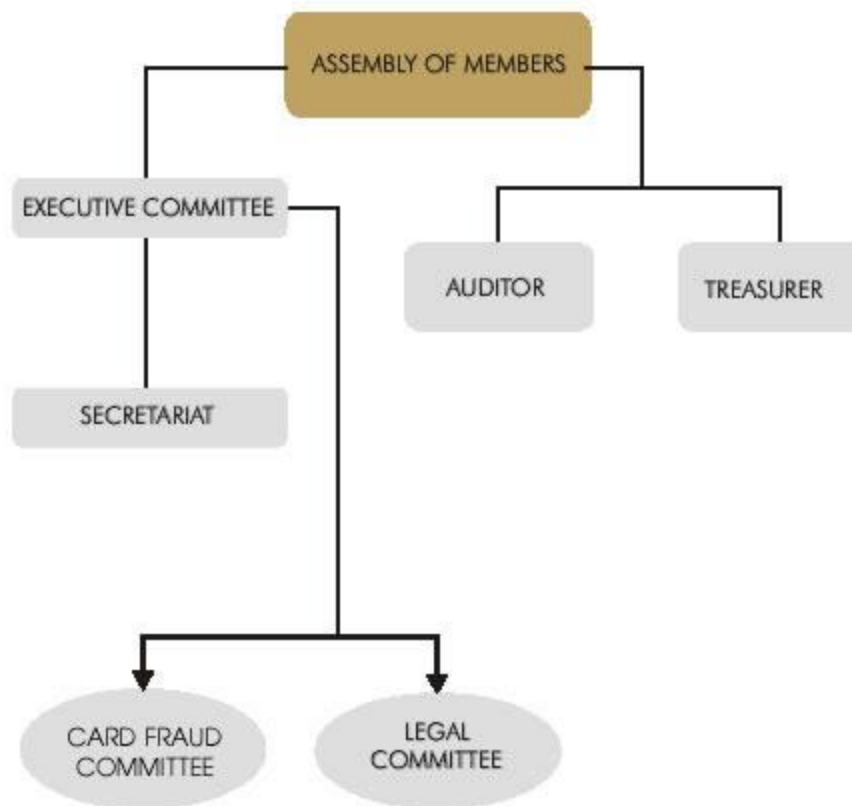 ASSEMBLY OF MEMBERS
EXECUTIVE COMMITTEE
AUDITOR
TREASURER
SECRETARIAT
CARD FRAUD
COMMITTEE
LEGAL
COMMITTEE